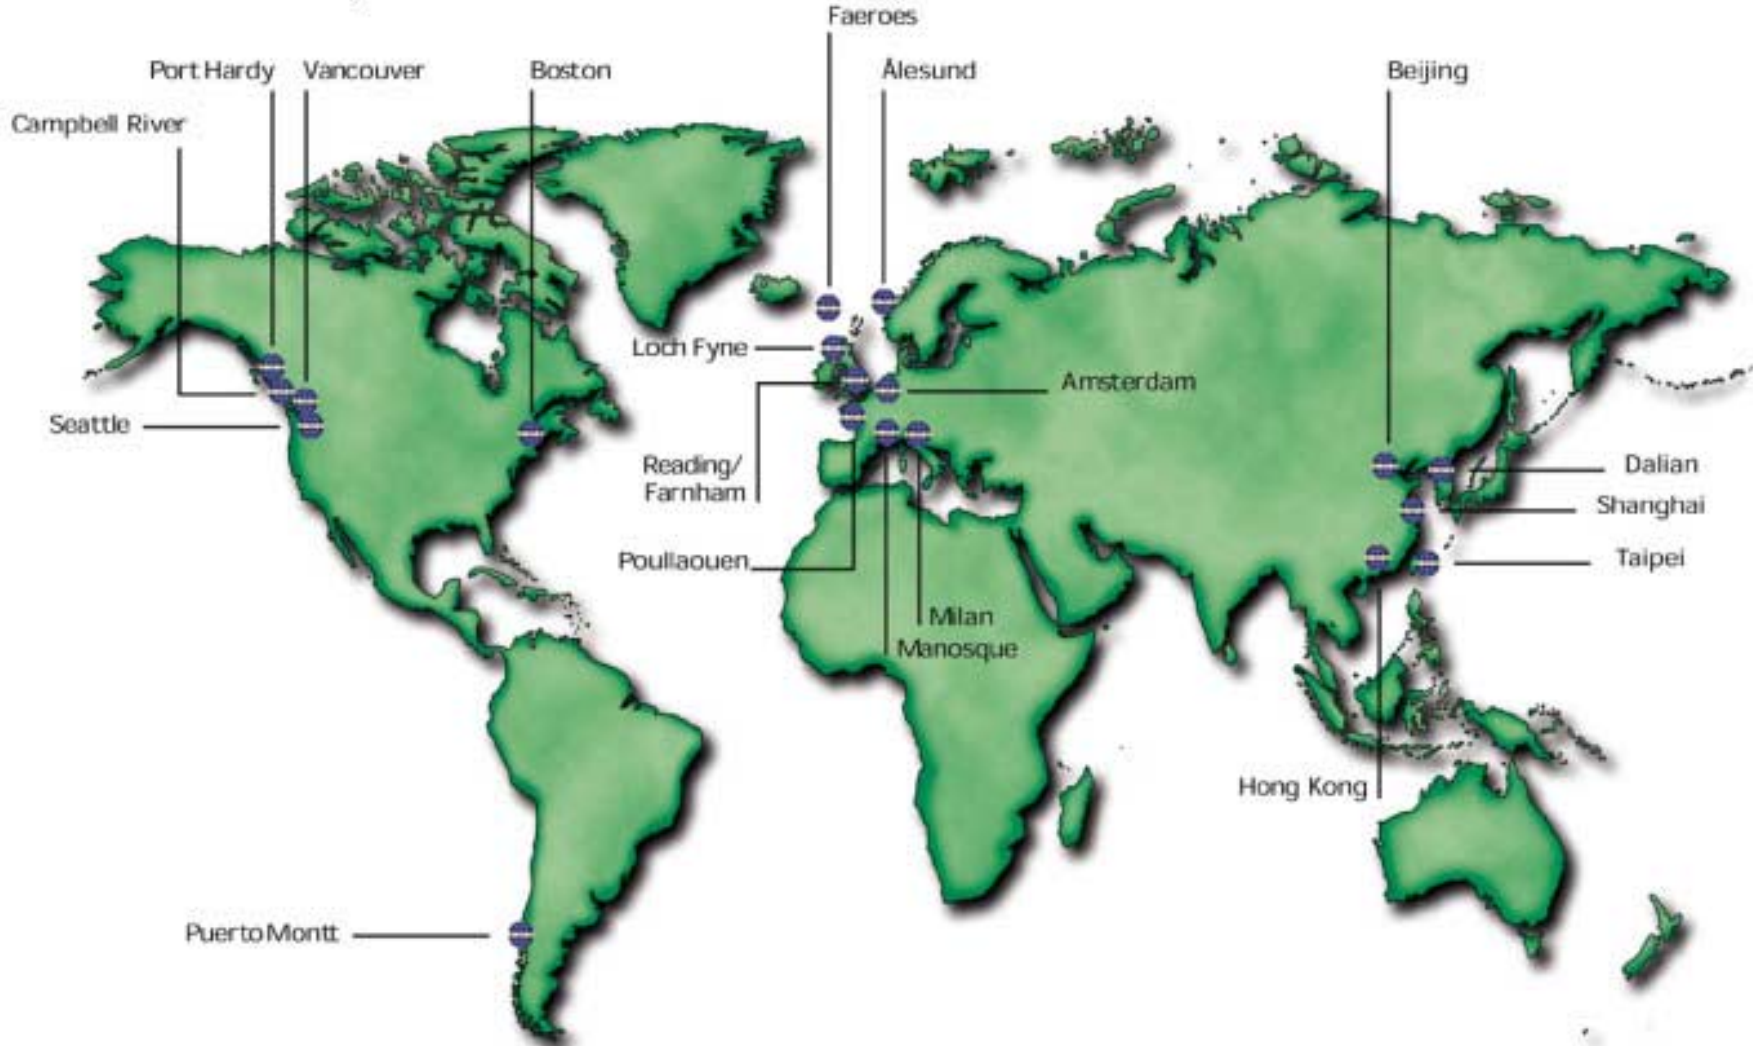 Faeroes
Port Hardy
Vancouver
Boston
Ålesund
Beijing
Campbell River
Loch Fyne
Amsterdam
Seattle
Reading/
Farnham
Dalian
Shanghai
Poullaouen
Taipei
Milan
Manosque
Hong Kong
Puerto Montt